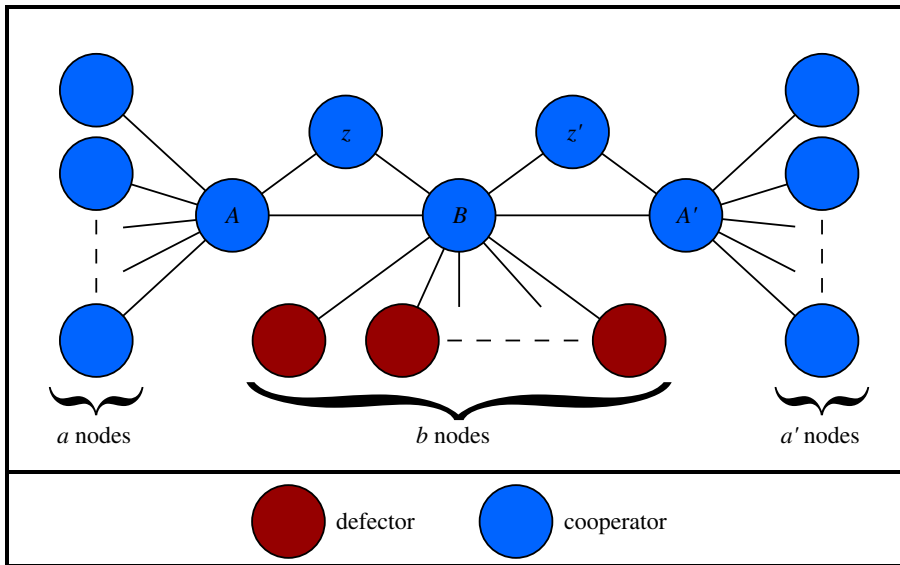 z
z′
A
B
A′
a nodes
b nodes
a′ nodes
defector
cooperator